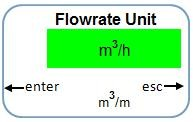 Flowrate Unit
m³/h
enter esc
m³/m